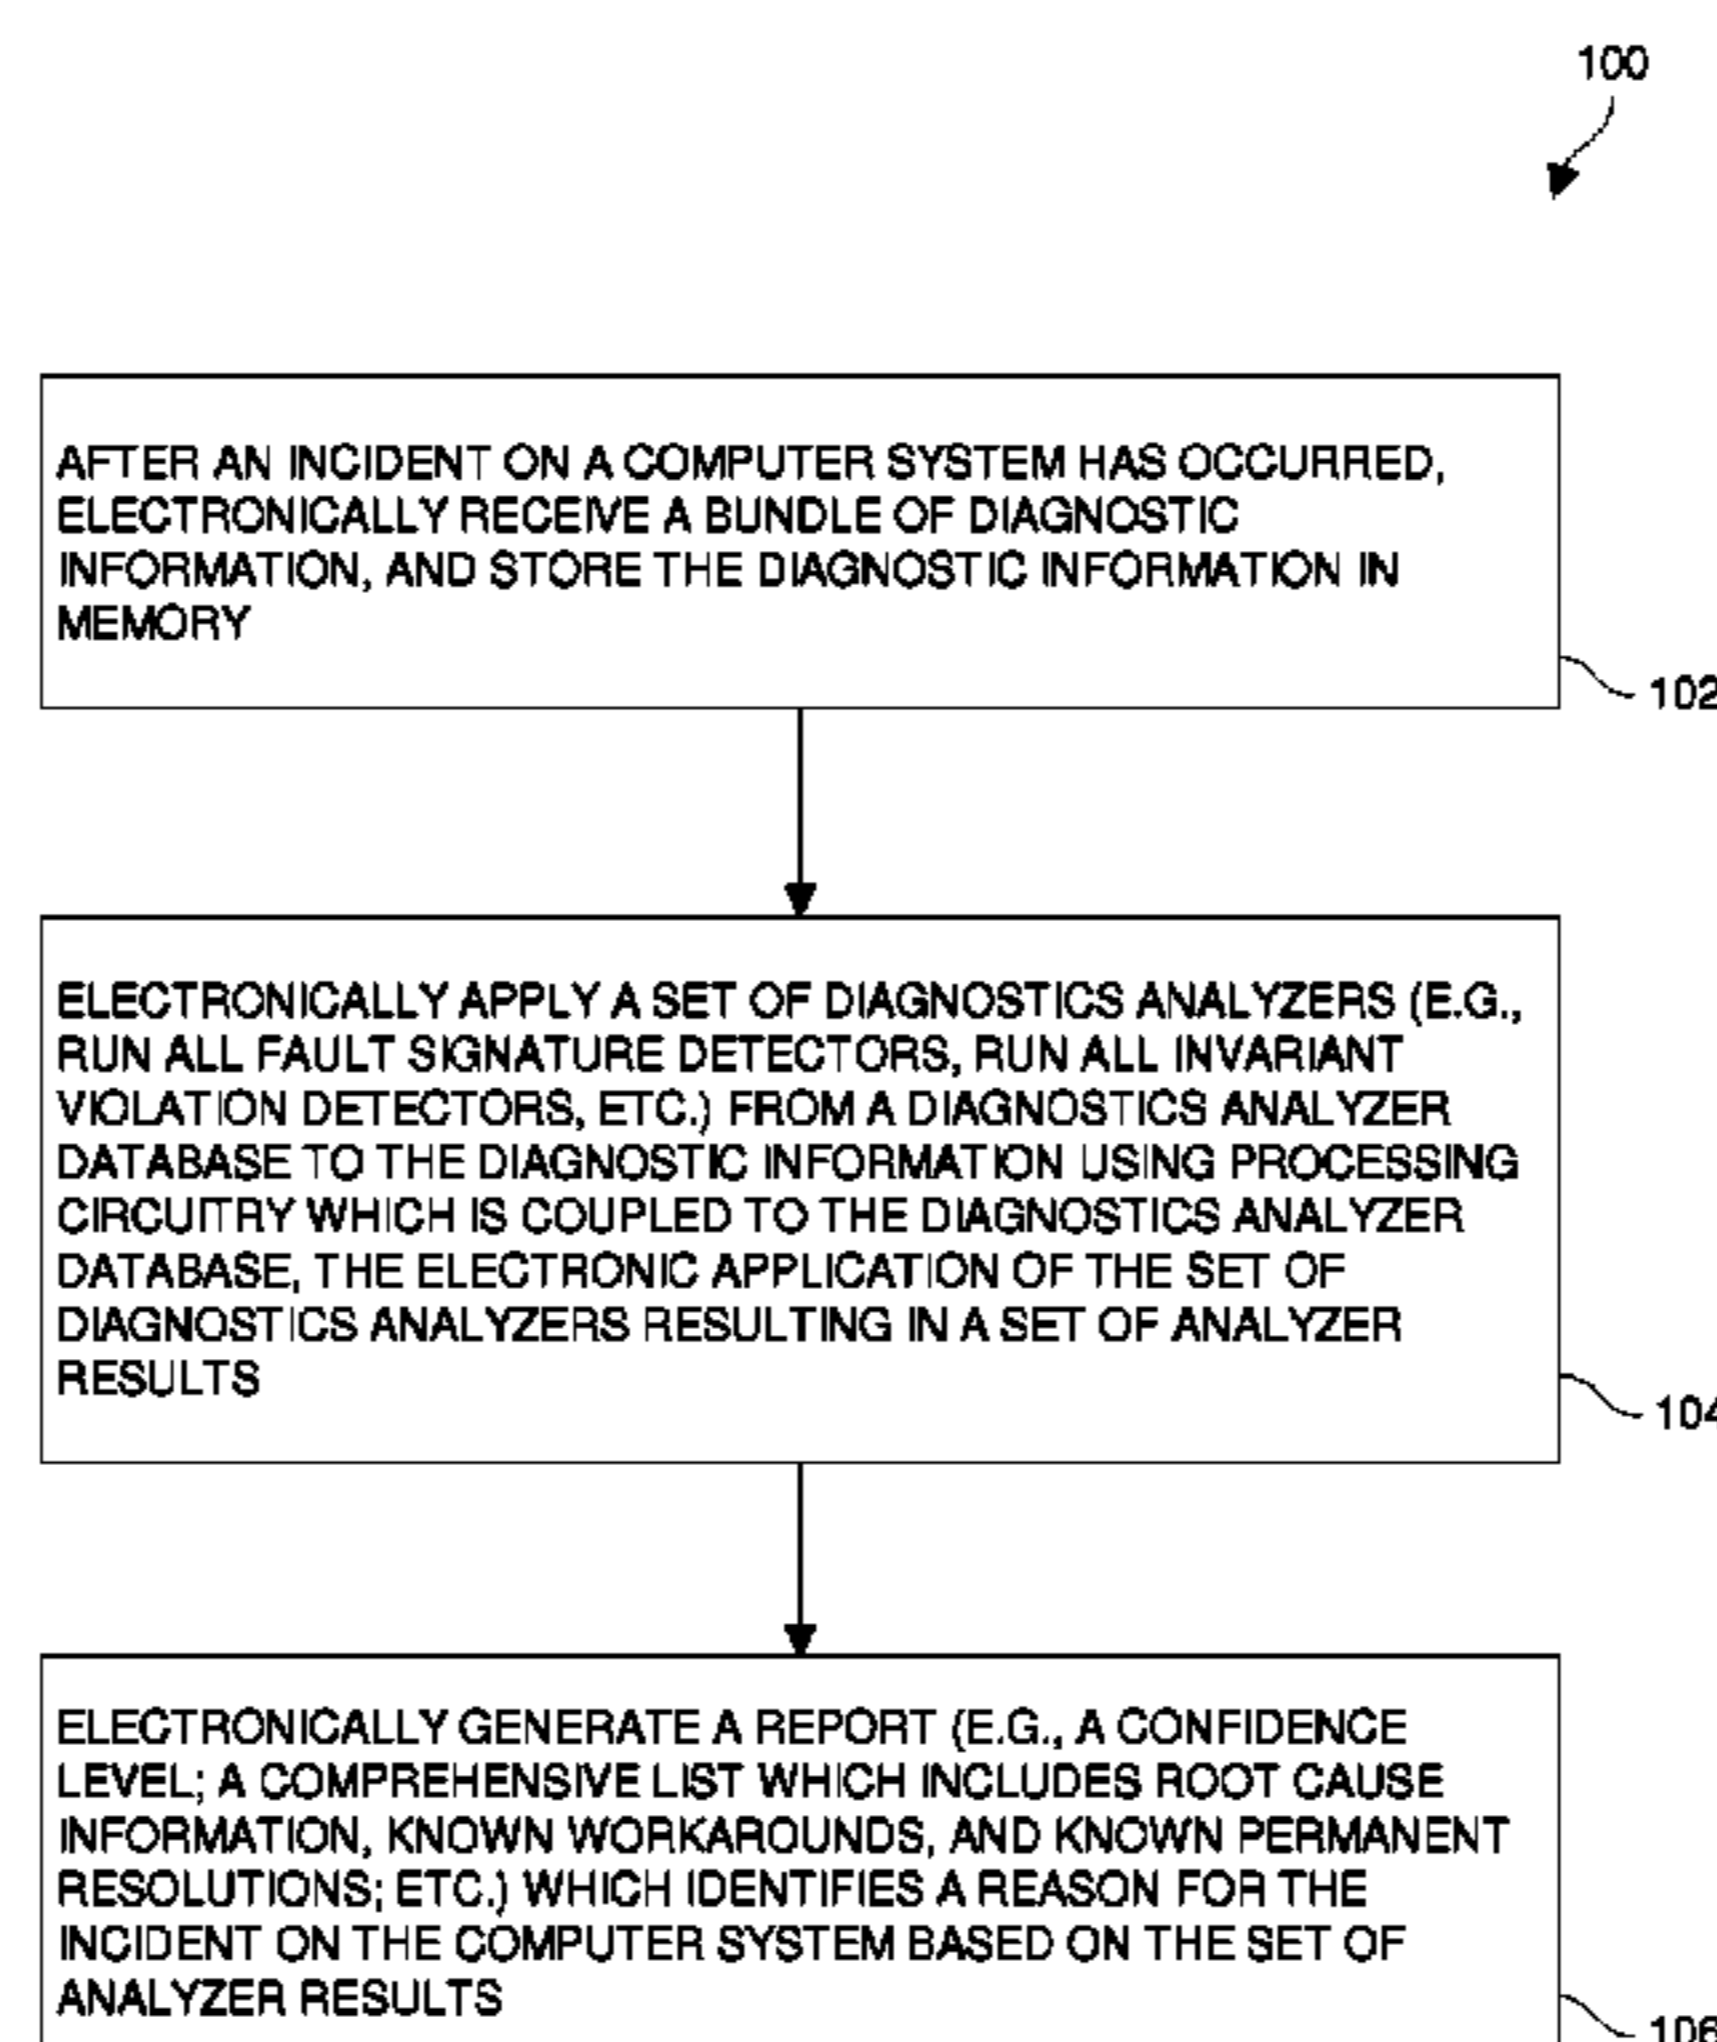 100
AFTER AN INCIDENT ON A COMPUTER SYSTEM HAS OCCURRED,
ELECTRONICALLY RECEIVE A BUNDLE OF DIAGNOSTIC
INFORMATION, AND STORE THE DIAGNOSTIC INFORMATION IN
MEMORY
102
ELECTRONICALLY APPLY A SET OF DIAGNOSTICS ANALYZERS (E.G.,
RUN ALL FAULT SIGNATURE DETECTORS, RUN ALL INVARIANT
VIOLATION DETECTORS, ETC.) FROM A DIAGNOSTICS ANALYZER
DATABASE TO THE DIAGNOSTIC INFORMATION USING PROCESSING
CIRCUITRY WHICH IS COUPLED TO THE DIAGNOSTICS ANALYZER
DATABASE, THE ELECTRONIC APPLICATION OF THE SET OF
DIAGNOSTICS ANALYZERS RESULTING IN A SET OF ANALYZER
RESULTS
104
ELECTRONICALLY GENERATE A REPORT (E.G., A CONFIDENCE
LEVEL; A COMPREHENSIVE LIST WHICH INCLUDES ROOT CAUSE
INFORMATION, KNOWN WORKAROUNDS, AND KNOWN PERMANENT
RESOLUTIONS; ETC.) WHICH IDENTIFIES A REASON FOR THE
INCIDENT ON THE COMPUTER SYSTEM BASED ON THE SET OF
ANALYZER RESULTS
106